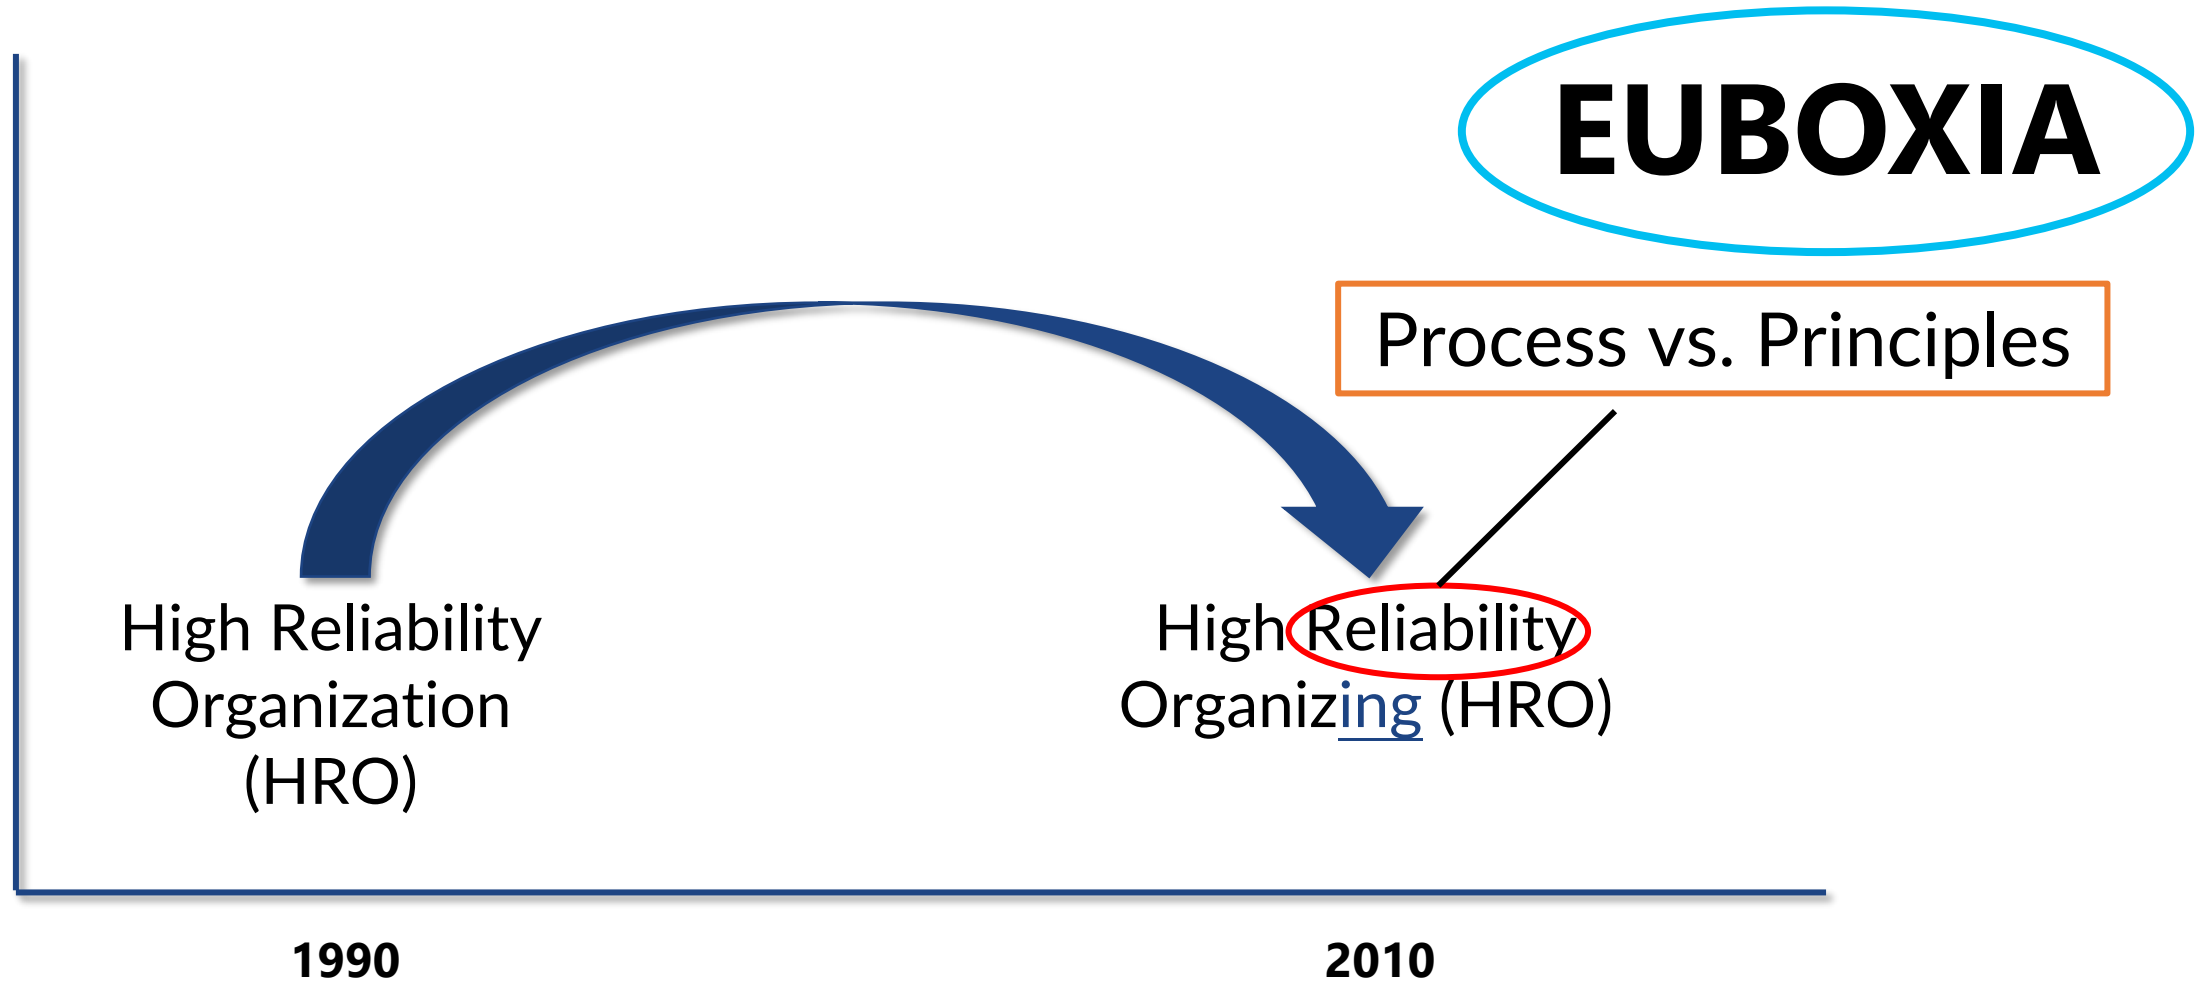 EUBOXIA
Process vs. Principles
High Reliability
Organization
(HRO)
High Reliability
Organizing (HRO)
1990
2010